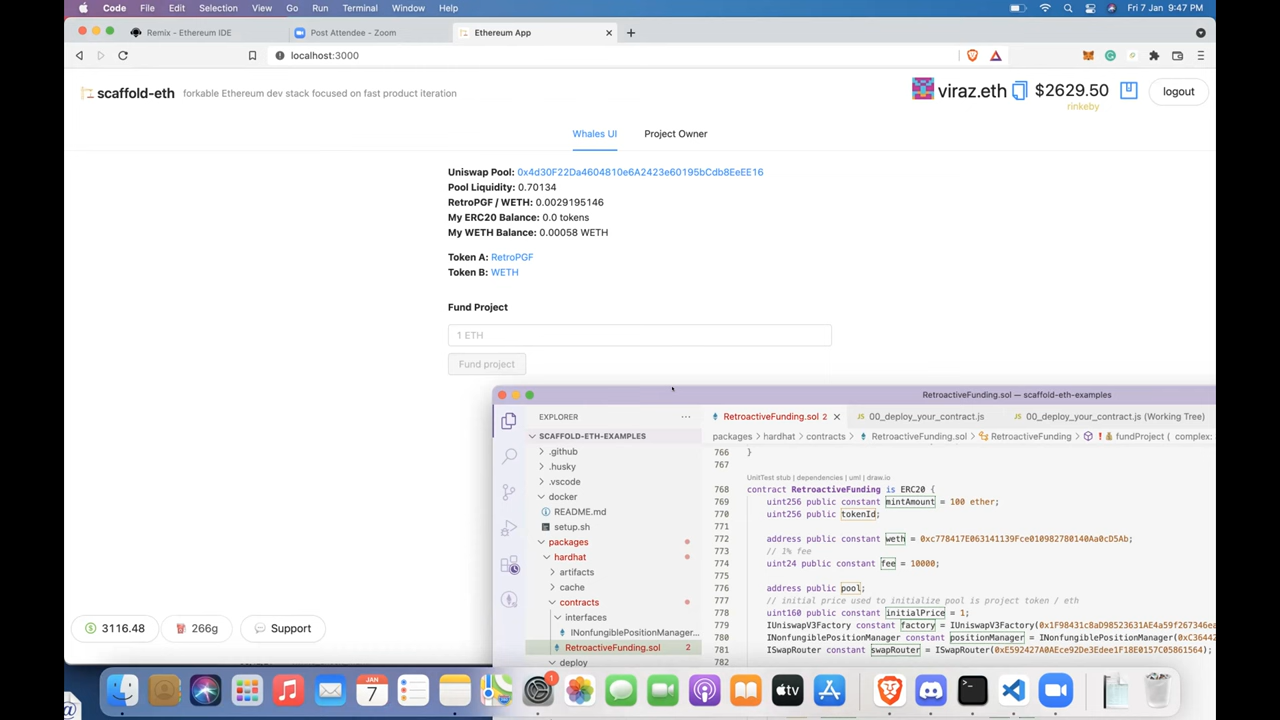 Code File Edit Selection View Go Run Terminal Window Help Fri 7 Jan 9:47 PM
Remix - Ethereum IDE Post Attendee - Zoom Ethereum App
localhost:3000
scaffold-eth forkable Ethereum dev stack focused on fast product iteration viraz.eth $2629.50 logout
rinkeby
Whales UI Project Owner
Uniswap Pool: 0x4d30F22Da4604810e6A2423e60195bCdb8EeEE16
Pool Liquidity: 0.70134
RetroPGF / WETH: 0.0029195146
My ERC20 Balance: 0.0 tokens
My WETH Balance: 0.00058 WETH
Token A: RetroPGF
Token B: WETH
Fund Project
1 ETH
Fund project
RetroactiveFunding.sol — scaffold-eth-examples
EXPLORER ... RetroactiveFunding.sol 2 00_deploy_your_contract.js 00_deploy_your_contract.js (Working Tree)
SCAFFOLD-ETH-EXAMPLES packages > hardhat > contracts > RetroactiveFunding.sol > RetroactiveFunding > fundProject ( complex:
.github
.husky
.vscode
docker
README.md
setup.sh
packages
hardhat
artifacts
cache
contracts
interfaces
INonfungiblePositionManager...
RetroactiveFunding.sol 2
deploy
766 }
767
UnitTest stub | dependencies | uml | draw.io
768 contract RetroactiveFunding is ERC20 {
769 uint256 public constant mintAmount = 100 ether;
770 uint256 public tokenId;
771
772 address public constant weth = 0xc778417E063141139Fce010982780140Aa0cD5Ab;
773 // 1% fee
774 uint24 public constant fee = 10000;
775
776 address public pool;
777 // initial price used to initialize pool is project token / eth
778 uint160 public constant initialPrice = 1;
779 IUniswapV3Factory constant factory = IUniswapV3Factory(0x1F98431c8aD98523631AE4a59f267346ea
780 INonfungiblePositionManager constant positionManager = INonfungiblePositionManager(0xC3644
781 ISwapRouter constant swapRouter = ISwapRouter(0xE592427A0AEce92De3Edee1F18E0157C05861564);
782
3116.48 266g Support
JAN
7
1
tv